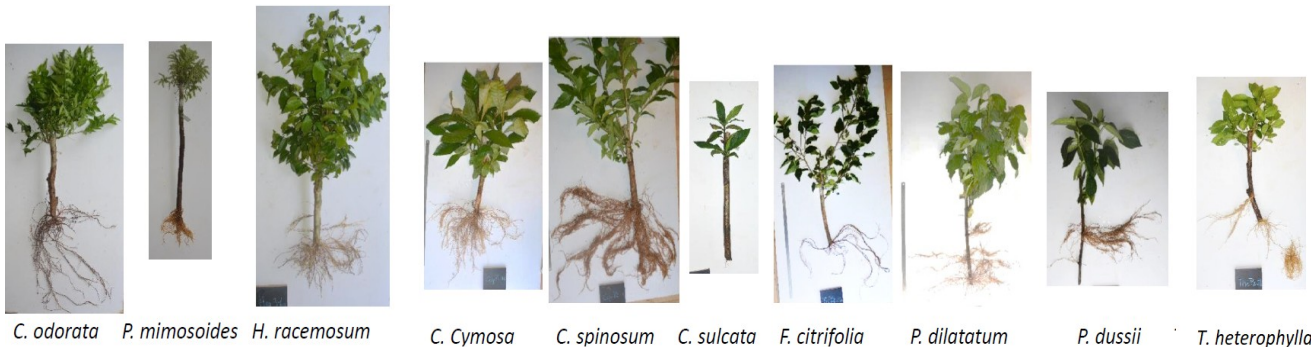 C. odorata P. mimosoides H. racemosum C. Cymosa C. spinosum C. sulcata F. citrifolia P. dilatatum P. dussii T. heterophylla